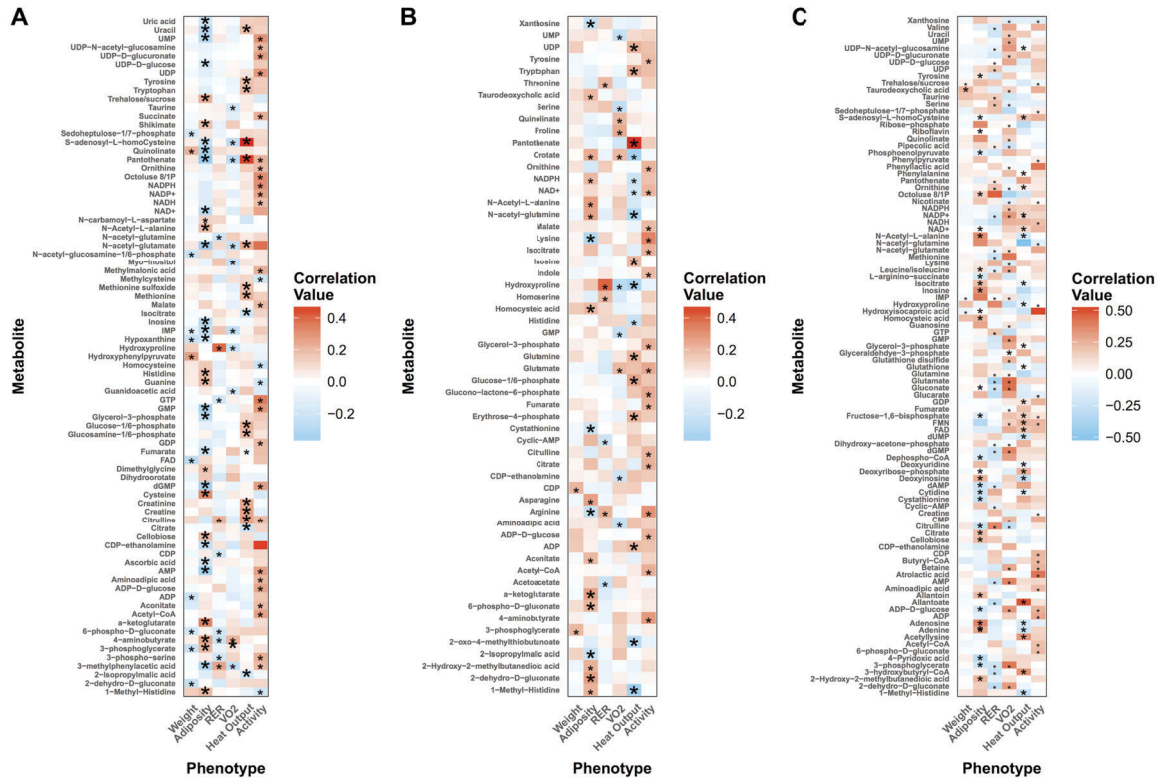 A
Uric acid
Uracil
UMP
UDP-N-acetyl-glucosamine
UDP-D-glucuronate
UDP-D-glucose
UDP
Tyrosine
Tryptophan
Trehalose/sucrose
Taurine
Succinate
Shikimate
Sedoheptulose-1/7-phosphate
S-adenosyl-L-homoCysteine
Quinolinate
Pantothenate
Ornithine
Octoluse 8/1P
NADPH
NADP+
NADH
NAD+
N-carbamoyl-L-aspartate
N-Acetyl-L-alanine
N-acetyl-glutamine
N-acetyl-glutamate
N-acetyl-glucosamine-1/6-phosphate
Myo-inositol
Methylmalonic acid
Methylcysteine
Methionine sulfoxide
Methionine
Malate
Isocitrate
Inosine
IMP
Hypoxanthine
Hydroxyproline
Hydroxyphenylpyruvate
Homocysteine
Histidine
Guanine
Guanidoacetic acid
GTP
GMP
Glycerol-3-phosphate
Glucose-1/6-phosphate
Glucosamine-1/6-phosphate
GDP
Fumarate
FAD
Dimethylglycine
Dihydroorotate
dGMP
Cysteine
Creatinine
Creatine
Citrulline
Citrate
Cellobiose
CDP-ethanolamine
CDP
Ascorbic acid
AMP
Aminoadipic acid
ADP-D-glucose
ADP
Aconitate
Acetyl-CoA
a-ketoglutarate
6-phospho-D-gluconate
4-aminobutyrate
3-phosphoglycerate
3-phospho-serine
3-methylphenylacetic acid
2-Isopropylmalic acid
2-dehydro-D-gluconate
1-Methyl-Histidine
Metabolite
Weight
Adiposity
RER
VO2
Heat Output
Activity
Phenotype
Correlation
Value
0.4
0.2
0.0
-0.2
B
Xanthosine
UMP
UDP
Tyrosine
Tryptophan
Threonine
Taurodeoxycholic acid
Serine
Quinolinate
Proline
Pantothenate
Orotate
Ornithine
NADPH
NAD+
N-Acetyl-L-alanine
N-acetyl-glutamine
Malate
Lysine
Isocitrate
Inosine
Indole
Hydroxyproline
Homoserine
Homocysteic acid
Histidine
GMP
Glycerol-3-phosphate
Glutamine
Glutamate
Glucose-1/6-phosphate
Glucono-lactone-6-phosphate
Fumarate
Erythrose-4-phosphate
Cystathionine
Cyclic-AMP
Citrulline
Citrate
CDP-ethanolamine
CDP
Asparagine
Arginine
Aminoadipic acid
ADP-D-glucose
ADP
Aconitate
Acetyl-CoA
Acetoacetate
a-ketoglutarate
6-phospho-D-gluconate
4-aminobutyrate
3-phosphoglycerate
2-oxo-4-methylthiobutanoate
2-Isopropylmalic acid
2-Hydroxy-2-methylbutanedioic acid
2-dehydro-D-gluconate
1-Methyl-Histidine
Metabolite
Weight
Adiposity
RER
VO2
Heat Output
Activity
Phenotype
Correlation
Value
0.4
0.2
0.0
-0.2
C
Xanthosine
Valine
Uracil
UMP
UDP-N-acetyl-glucosamine
UDP-D-glucuronate
UDP-D-glucose
UDP
Tyrosine
Trehalose/sucrose
Taurodeoxycholic acid
Taurine
Serine
Sedoheptulose-1/7-phosphate
S-adenosyl-L-homoCysteine
Ribose-phosphate
Riboflavin
Quinolinate
Pipecolic acid
Phosphoenolpyruvate
Phenylpyruvate
Phenyllactic acid
Phenylalanine
Pantothenate
Ornithine
Octoluse 8/1P
Nicotinate
NADPH
NADP+
NADH
NAD+
N-Acetyl-L-alanine
N-acetyl-glutamine
N-acetyl-glutamate
Methionine
Lysine
Leucine/isoleucine
L-arginino-succinate
Isocitrate
Inosine
IMP
Hydroxyproline
Hydroxyisocaproic acid
Homocysteic acid
Guanosine
GTP
GMP
Glycerol-3-phosphate
Glyceraldehdye-3-phosphate
Glutathione disulfide
Glutathione
Glutamine
Glutamate
Gluconate
Glucarate
GDP
Fumarate
Fructose-1,6-bisphosphate
FMN
FAD
dUMP
Dihydroxy-acetone-phosphate
dGMP
Dephospho-CoA
Deoxyuridine
Deoxyribose-phosphate
Deoxyinosine
dAMP
Cytidine
Cystathionine
Cyclic-AMP
Creatine
CMP
Citrulline
Citrate
Cellobiose
CDP-ethanolamine
CDP
Butyryl-CoA
Betaine
Atrolactic acid
AMP
Aminoadipic acid
Allantoin
Allantoate
ADP-D-glucose
ADP
Adenosine
Adenine
Acetyllysine
Acetyl-CoA
6-phospho-D-gluconate
4-Pyridoxic acid
3-phosphoglycerate
3-hydroxybutyryl-CoA
2-Hydroxy-2-methylbutanedioic acid
2-dehydro-D-gluconate
1-Methyl-Histidine
Metabolite
Weight
Adiposity
RER
VO2
Heat Output
Activity
Phenotype
Correlation
Value
0.50
0.25
0.00
-0.25
-0.50